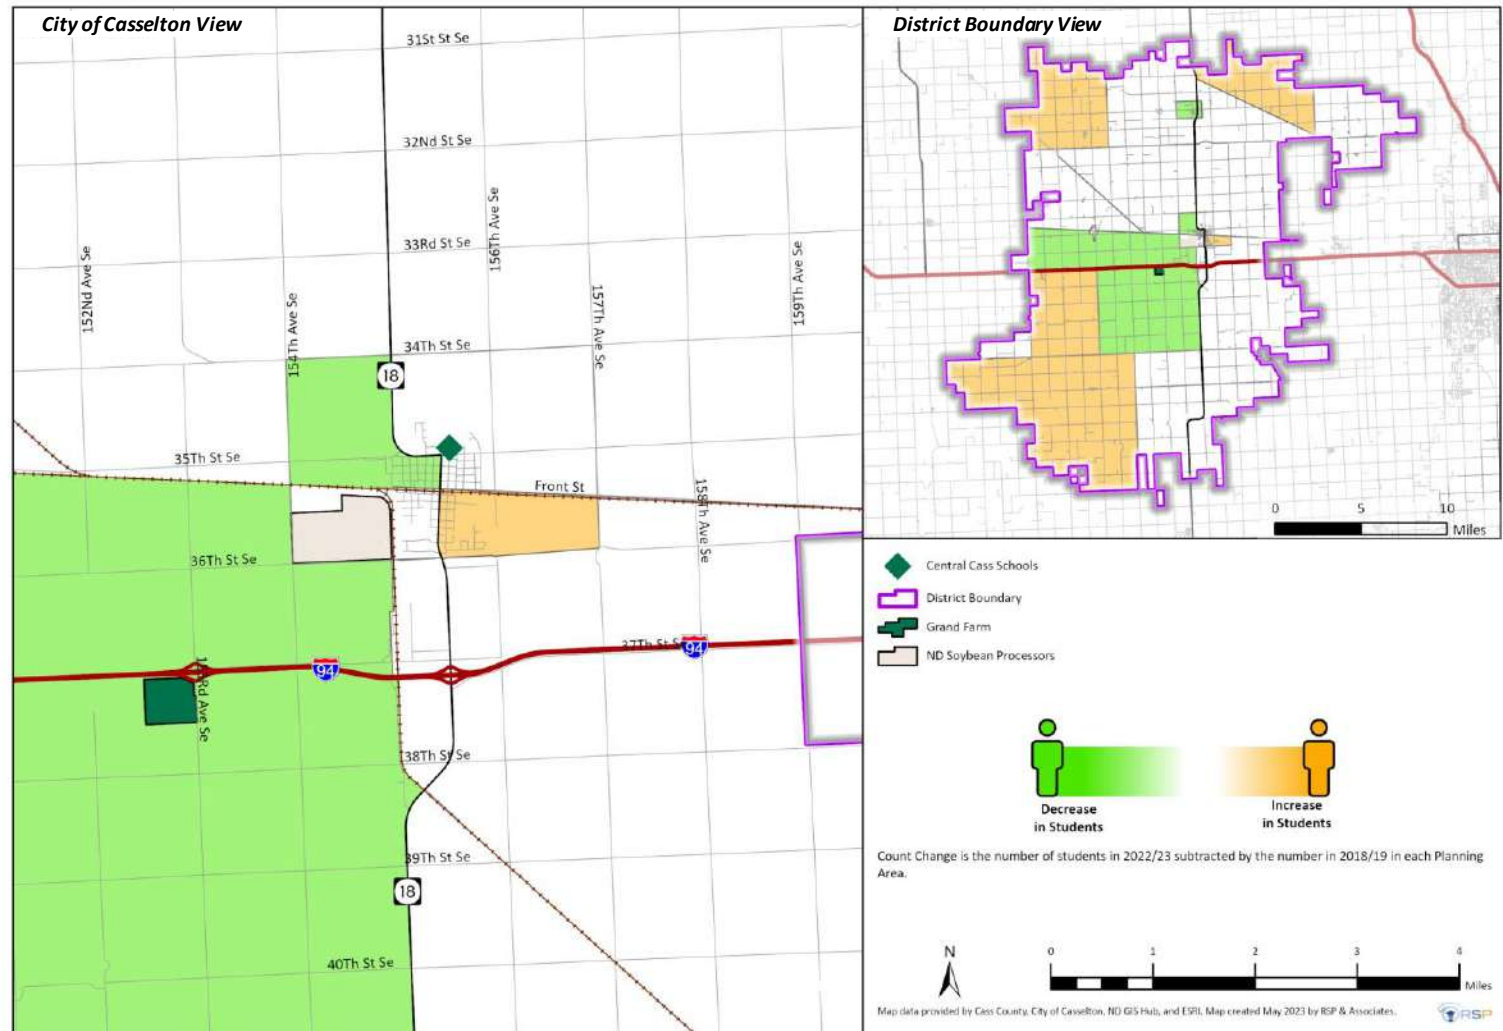 City of Casselton View
31St St Se
32Nd St Se
156Th Ave Se
33Rd St Se
152Nd Ave Se
159Th Ave Se
154Th Ave Se
157Th Ave Se
34Th St Se
18
35Th St Se
Front St
158Th Ave Se
36Th St Se
37Th St Se
94
94
Rd Ave Se
38Th St Se
39Th St Se
18
40Th St Se
District Boundary View
0 5 10
Miles
Central Cass Schools
District Boundary
Grand Farm
ND Soybean Processors
Decrease
in Students
Increase
in Students
Count Change is the number of students in 2022/23 subtracted by the number in 2018/19 in each Planning
Area.
N
0 1 2 3 4
Miles
Map data provided by Cass County, City of Casselton, ND GIS Hub, and ESRI. Map created May 2023 by RSP & Associates.
RSP